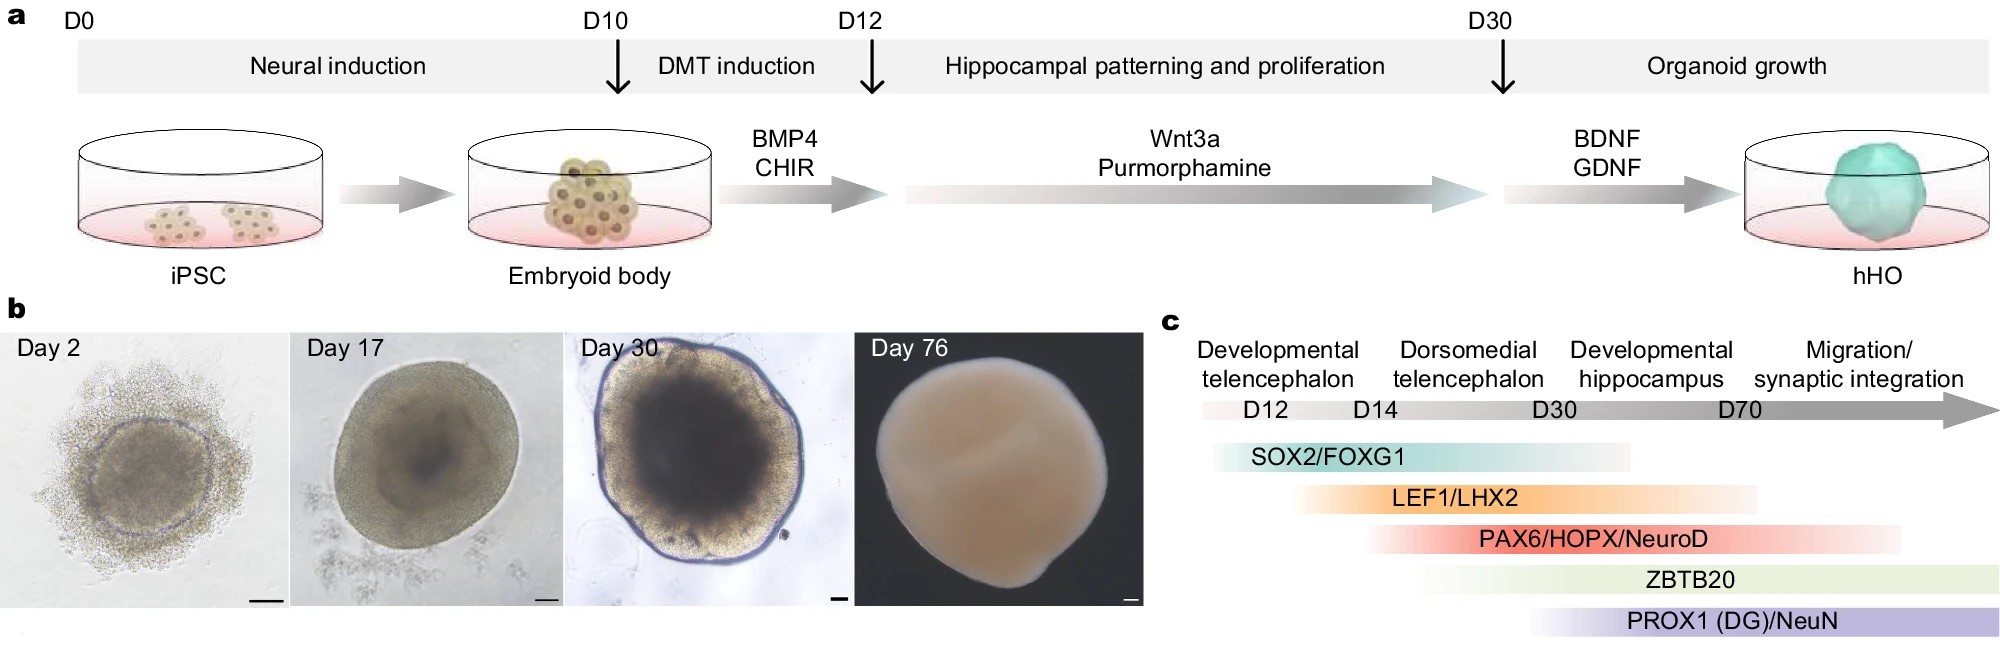 a
D0 D10 D12 D30
Neural induction DMT induction Hippocampal patterning and proliferation Organoid growth
BMP4
CHIR
Wnt3a
Purmorphamine
BDNF
GDNF
iPSC Embryoid body hHO
b
Day 2 Day 17 Day 30 Day 76
c
Developmental
telencephalon
Dorsomedial
telencephalon
Developmental
hippocampus
Migration/
synaptic integration
D12 D14 D30 D70
SOX2/FOXG1
LEF1/LHX2
PAX6/HOPX/NeuroD
ZBTB20
PROX1 (DG)/NeuN